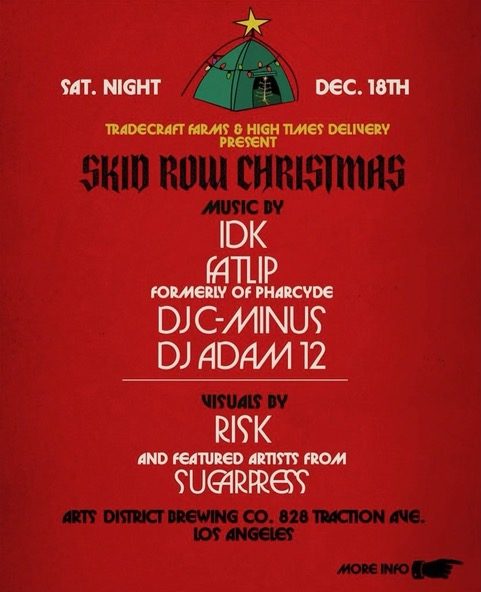 SAT. NIGHT DEC. 18TH
TRADECRAFT FARMS & HIGH TIMES DELIVERY
PRESENT
SKID ROW CHRISTMAS
MUSIC BY
IDK
FATLIP
FORMERLY OF PHARCYDE
DJ C-MINUS
DJ ADAM 12
VISUALS BY
RISK
AND FEATURED ARTISTS FROM
SUGARPRESS
ARTS DISTRICT BREWING CO. 828 TRACTION AVE.
LOS ANGELES
MORE INFO